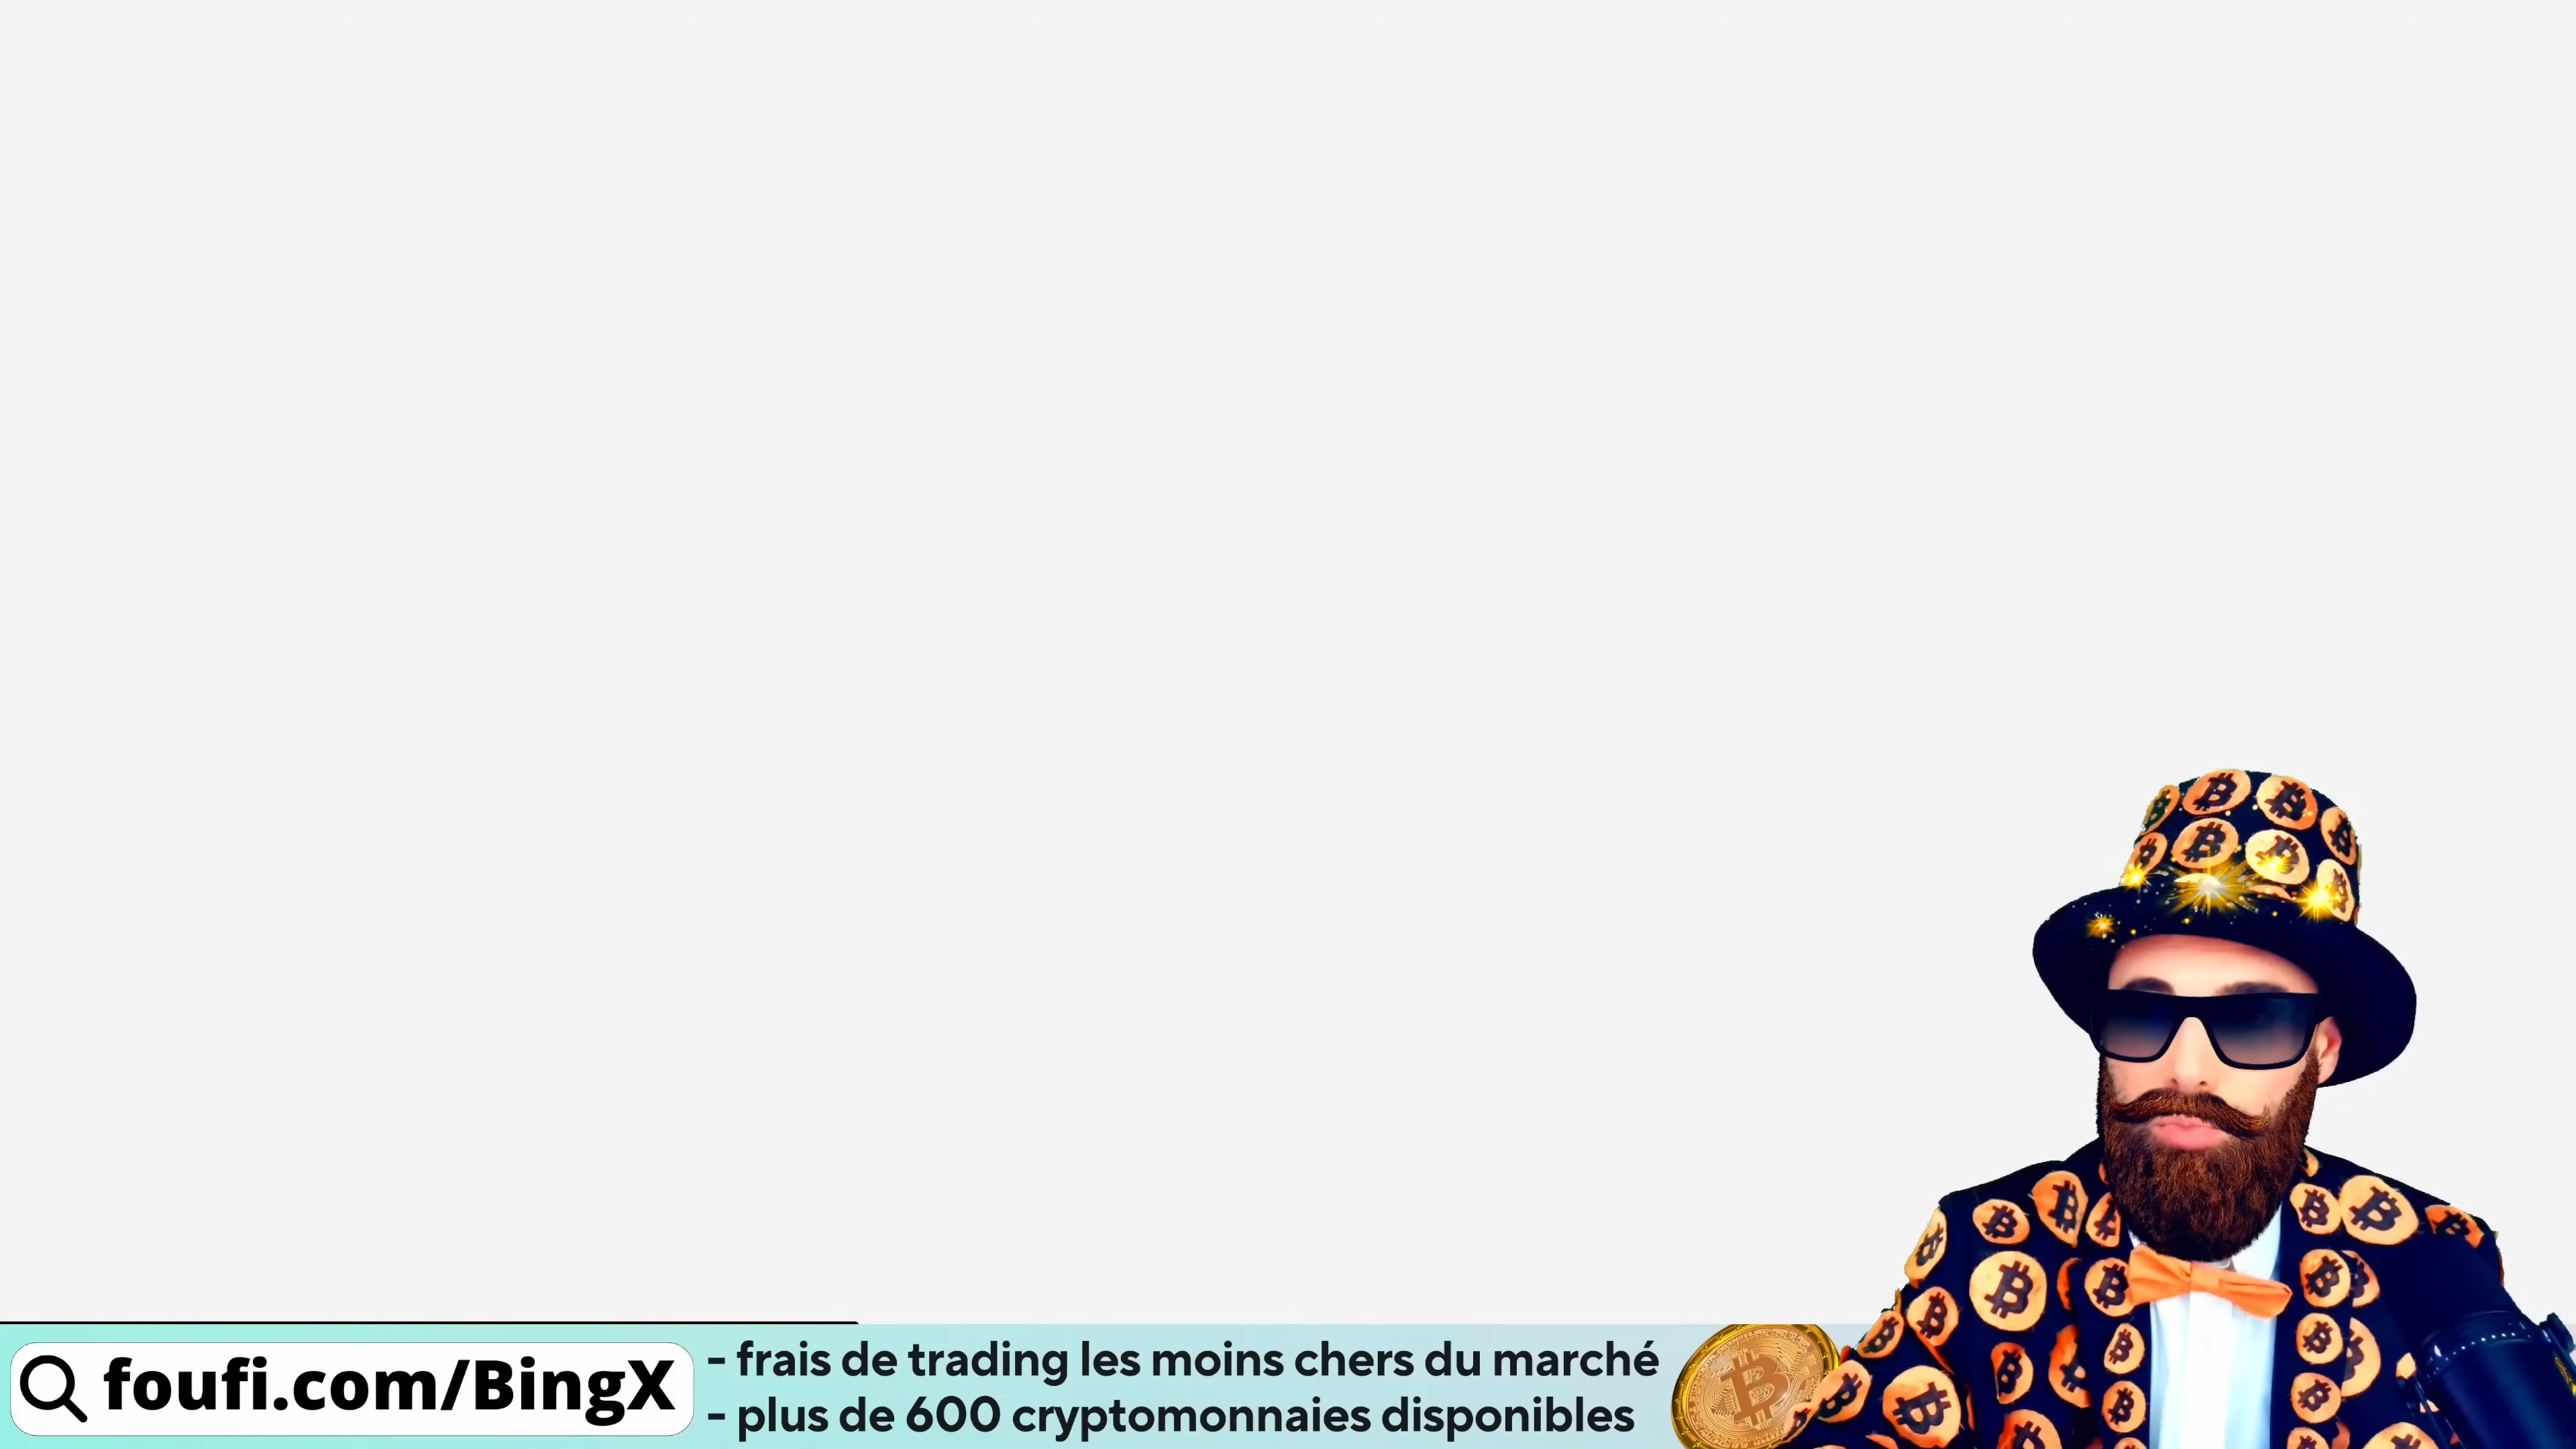 foufi.com/BingX
- frais de trading les moins chers du marché
- plus de 600 cryptomonnaies disponibles